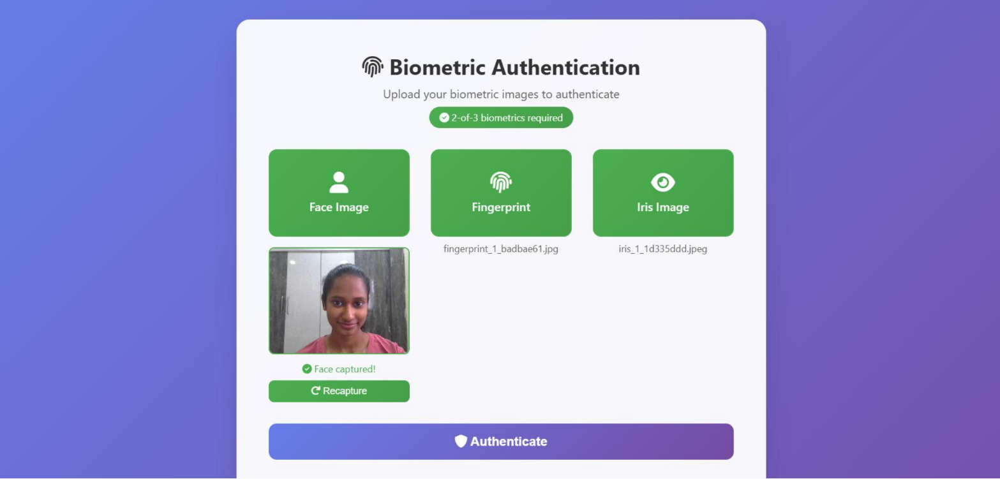 Biometric Authentication
Upload your biometric images to authenticate
2-of-3 biometrics required
Face Image
Fingerprint
Iris Image
fingerprint_1_badbae61.jpg
iris_1_1d335ddd.jpeg
Face captured!
Recapture
Authenticate